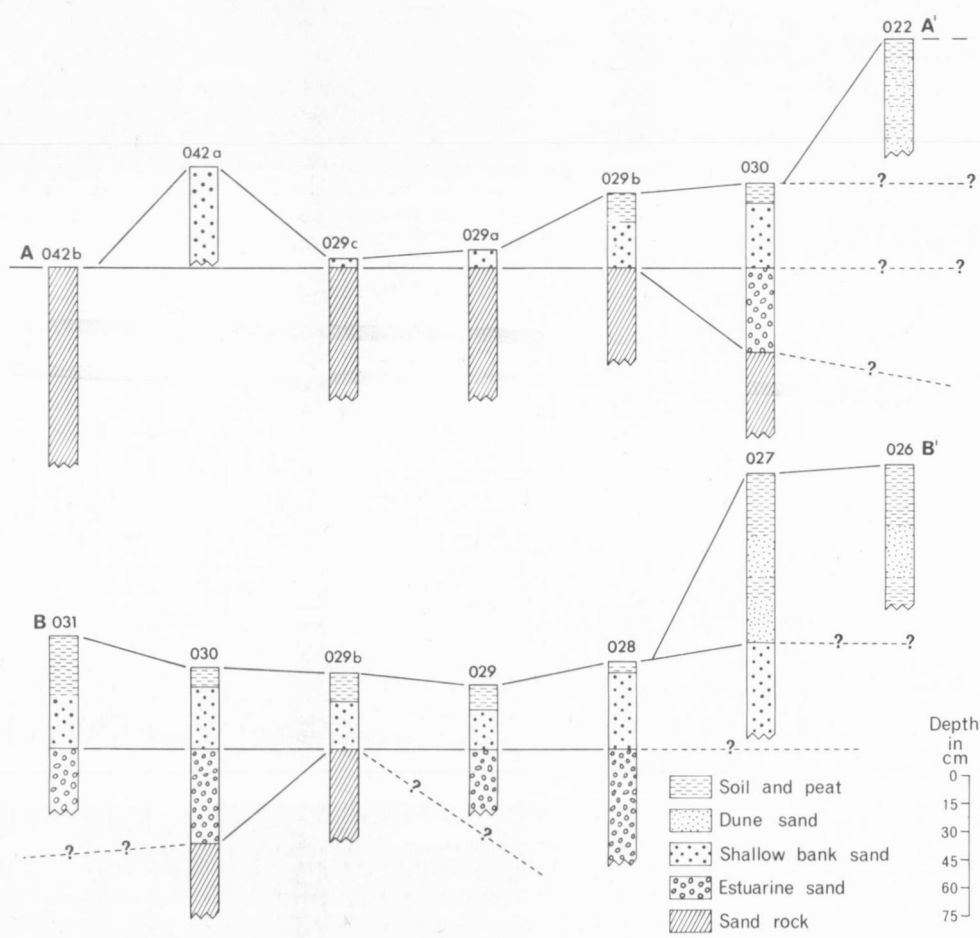 022 A'
042a
029b
030
? ?
029c
029a
A 042b
? ?
?
027
026 B'
B 031
030
029b
029
028
? ?
?
?
?
? ?
Depth
in
cm
0
15
30
45
60
75
Soil and peat
Dune sand
Shallow bank sand
Estuarine sand
Sand rock